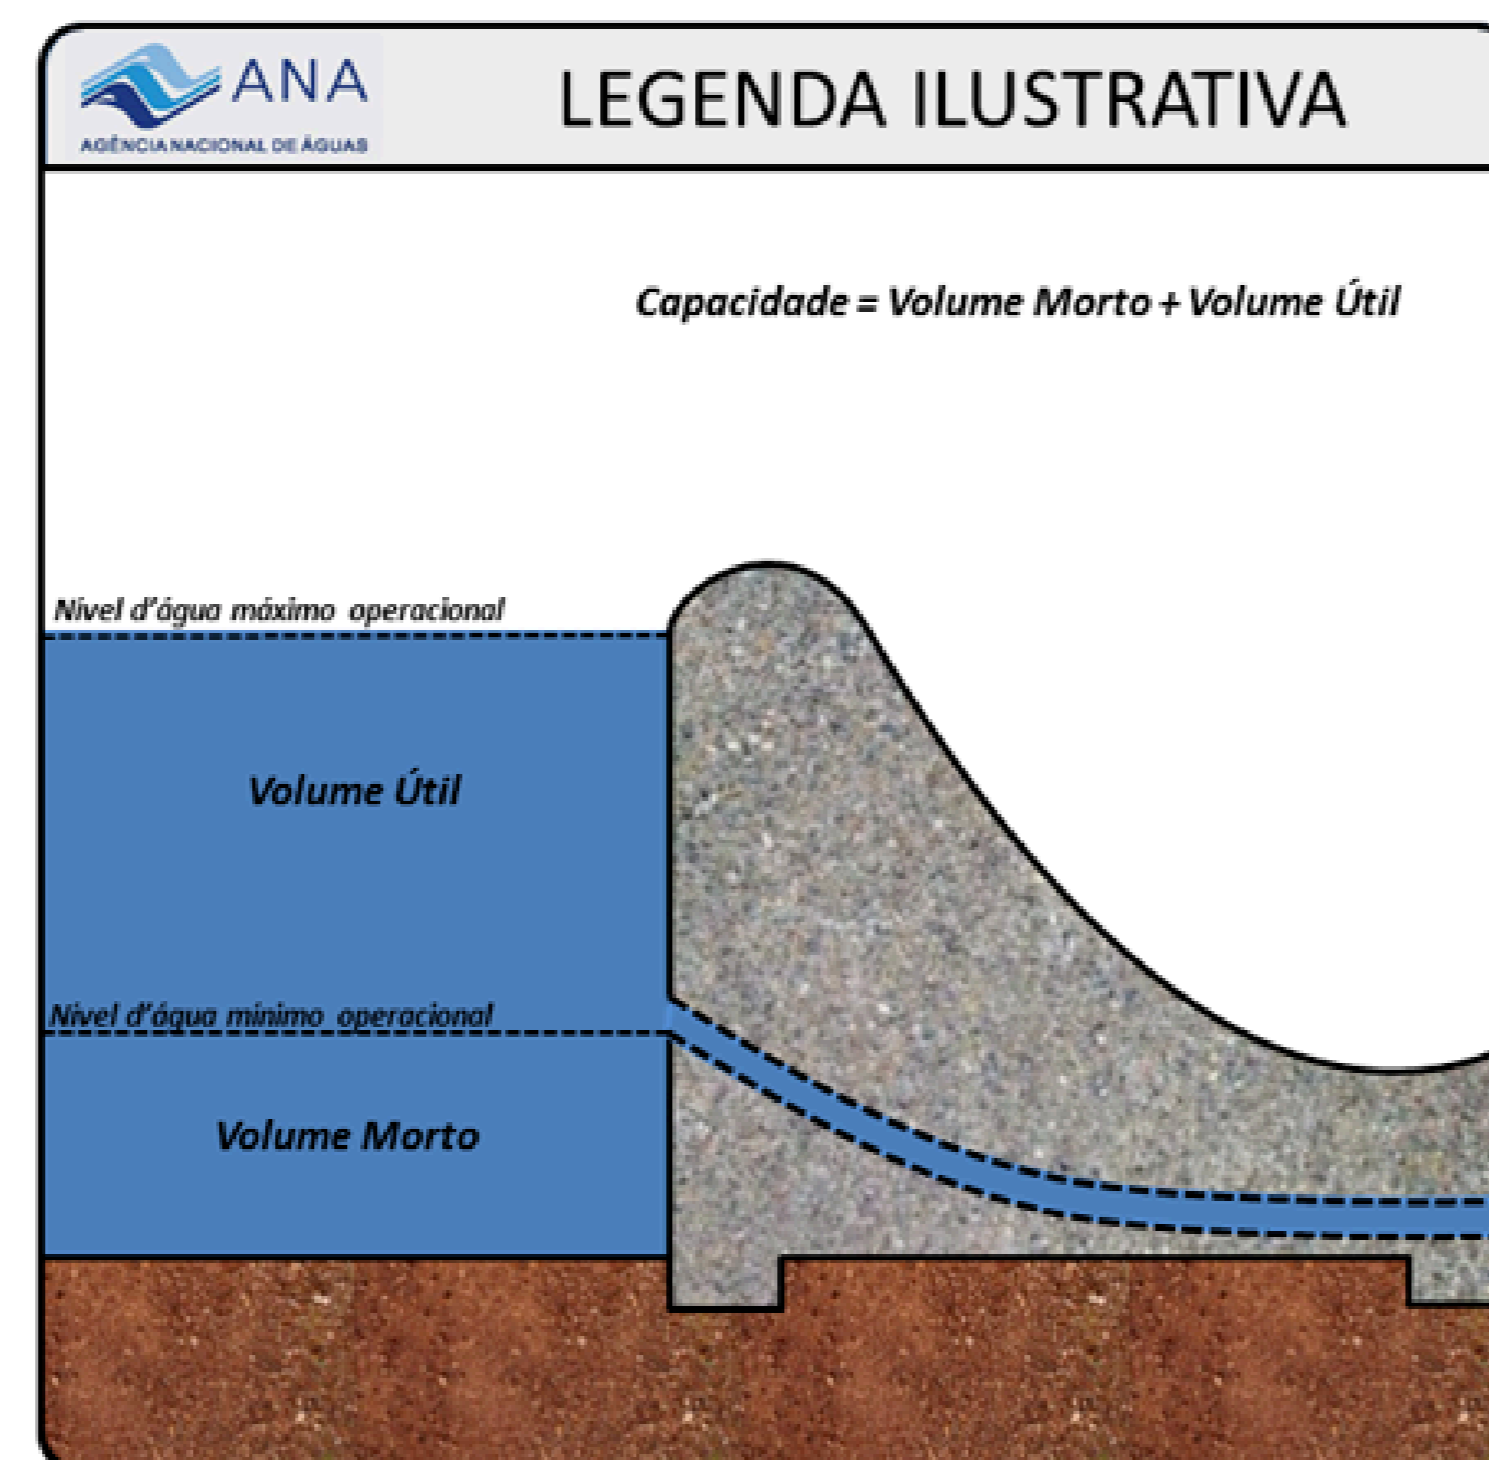 ANA
AGÊNCIA NACIONAL DE ÁGUAS
LEGENDA ILUSTRATIVA
Capacidade = Volume Morto + Volume Útil
Nível d'água máximo operacional
Volume Útil
Nível d'água mínimo operacional
Volume Morto